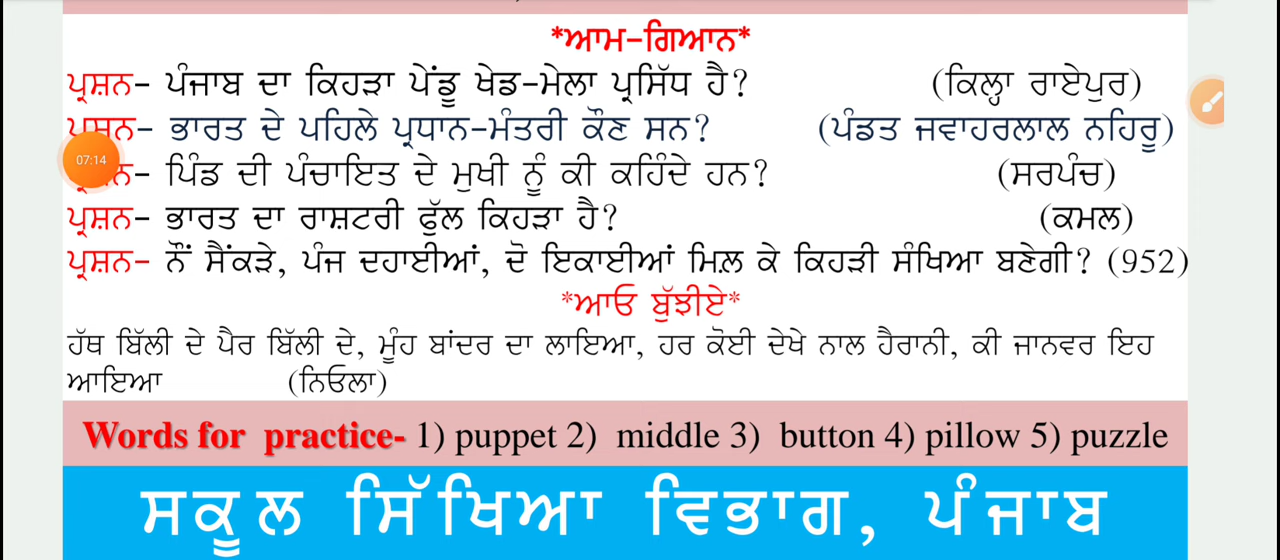 *ਆਮ-ਗਿਆਨ*
ਪ੍ਰਸ਼ਨ- ਪੰਜਾਬ ਦਾ ਕਿਹੜਾ ਪੇਂਡੂ ਖੇਡ-ਮੇਲਾ ਪ੍ਰਸਿੱਧ ਹੈ? (ਕਿਲ੍ਹਾ ਰਾਏਪੁਰ)
ਪ੍ਰਸ਼ਨ- ਭਾਰਤ ਦੇ ਪਹਿਲੇ ਪ੍ਰਧਾਨ-ਮੰਤਰੀ ਕੌਣ ਸਨ? (ਪੰਡਤ ਜਵਾਹਰਲਾਲ ਨਹਿਰੂ)
07:14
- ਪਿੰਡ ਦੀ ਪੰਚਾਇਤ ਦੇ ਮੁਖੀ ਨੂੰ ਕੀ ਕਹਿੰਦੇ ਹਨ? (ਸਰਪੰਚ)
ਪ੍ਰਸ਼ਨ- ਭਾਰਤ ਦਾ ਰਾਸ਼ਟਰੀ ਫੁੱਲ ਕਿਹੜਾ ਹੈ? (ਕਮਲ)
ਪ੍ਰਸ਼ਨ- ਨੌਂ ਸੈਂਕੜੇ, ਪੰਜ ਦਹਾਈਆਂ, ਦੋ ਇਕਾਈਆਂ ਮਿਲ਼ ਕੇ ਕਿਹੜੀ ਸੰਖਿਆ ਬਣੇਗੀ? (952)
*ਆਓ ਬੁੱਝੀਏ*
ਹੱਥ ਬਿੱਲੀ ਦੇ ਪੈਰ ਬਿੱਲੀ ਦੇ, ਮੂੰਹ ਬਾਂਦਰ ਦਾ ਲਾਇਆ, ਹਰ ਕੋਈ ਦੇਖੇ ਨਾਲ ਹੈਰਾਨੀ, ਕੀ ਜਾਨਵਰ ਇਹ
ਆਇਆ (ਨਿਓਲਾ)
Words for practice- 1) puppet 2) middle 3) button 4) pillow 5) puzzle
ਸਕੂਲ ਸਿੱਖਿਆ ਵਿਭਾਗ, ਪੰਜਾਬ